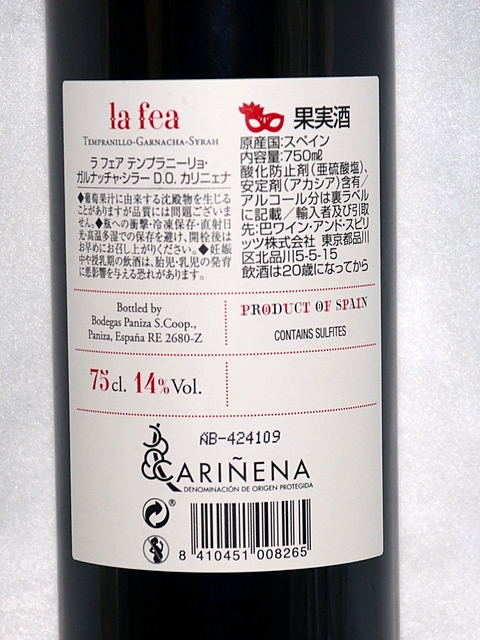 la fea
TEMPRANILLO-GARNACHA-SYRAH
ラ フェア テンプラニーリョ・
ガルナッチャ・シラー D.O. カリニェナ
◆葡萄果汁に由来する沈殿物を生じる
ことがありますが品質には問題ございま
せん。◆瓶への衝撃・冷凍保存・直射日
光・高温多湿での保存を避け、開栓後は
お早めにお召し上がりください。◆妊娠
中や授乳期の飲酒は、胎児・乳児の発育
に悪影響を与える恐れがあります。
果実酒
原産国:スペイン
内容量:750㎖
酸化防止剤(亜硫酸塩)、
安定剤(アカシア)含有/
アルコール分は裏ラベル
に記載/輸入者及び引取
先:巴ワイン・アンド・スピリ
ッツ株式会社 東京都品川
区北品川5-5-15
飲酒は20歳になってから
Bottled by
Bodegas Paniza S.Coop.,
Paniza, España RE 2680-Z
PRODUCT OF SPAIN
CONTAINS SULFITES
75cl. 14%Vol.
ÑB-424109
CARIÑENA
DENOMINACIÓN DE ORIGEN PROTEGIDA
®
8 410451 008265